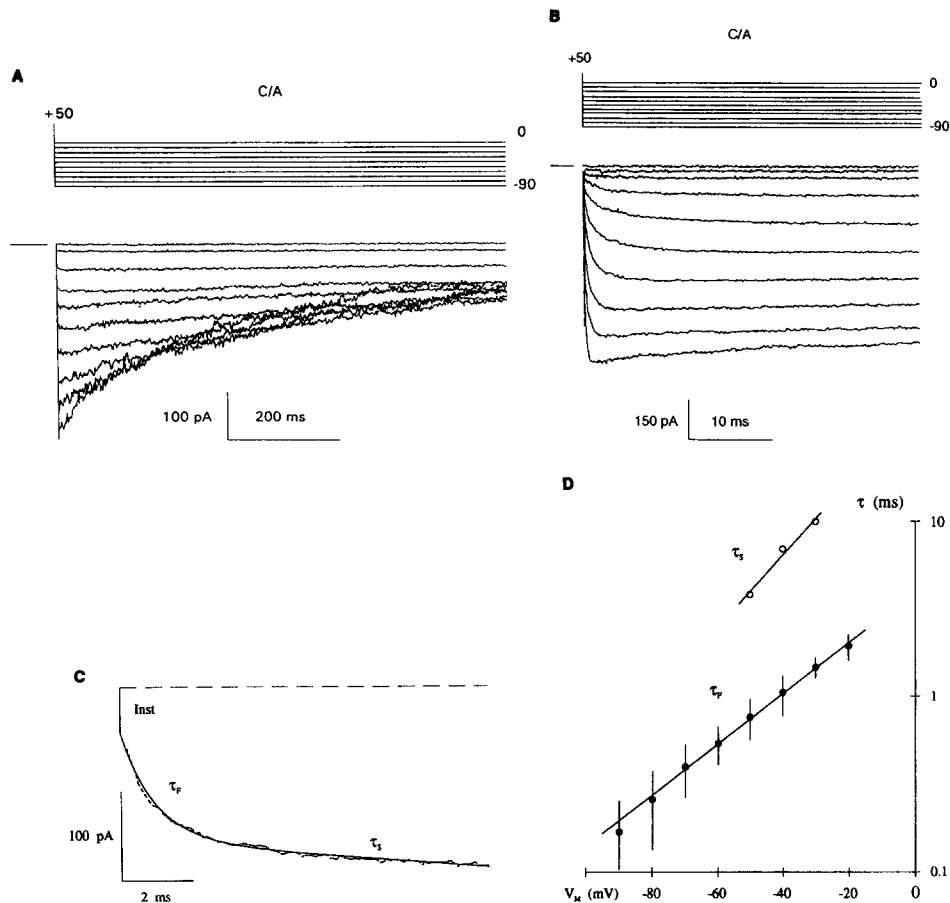 A
C/A
+50
0
-90
100 pA
200 ms
B
C/A
+50
0
-90
150 pA
10 ms
C
Inst
τF
τS
100 pA
2 ms
D
τ (ms)
10
τS
τF
1
0.1
VM (mV)
-80
-60
-40
-20
0